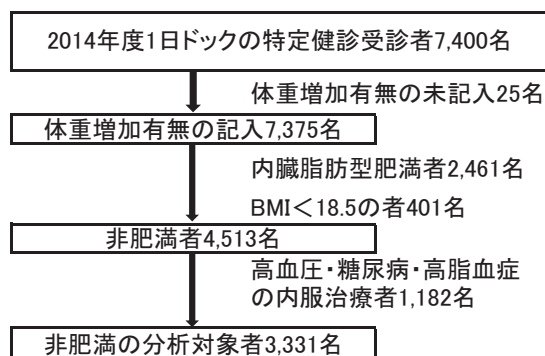 2014年度1日ドックの特定健診受診者7,400名
体重増加有無の未記入25名
体重増加有無の記入7,375名
内臓脂肪型肥満者2,461名
BMI＜18.5の者401名
非肥満者4,513名
高血圧・糖尿病・高脂血症
の内服治療者1,182名
非肥満の分析対象者3,331名